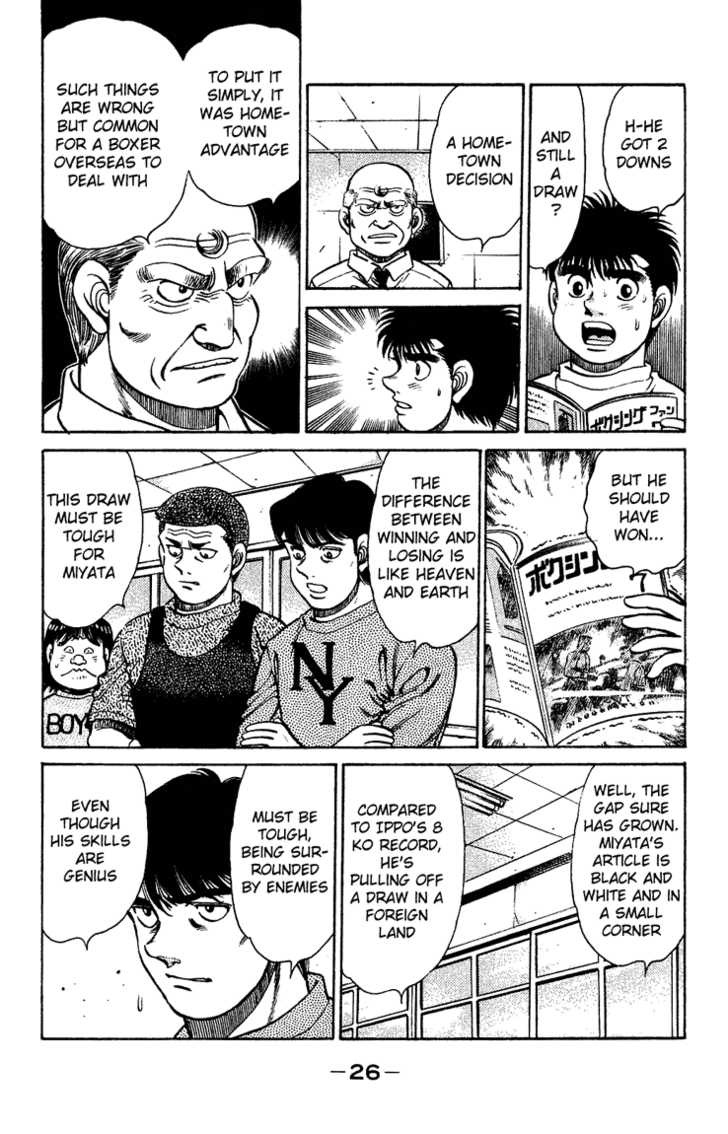 H-HE
GOT 2
DOWNS
AND
STILL
A
DRAW
?
ボクシング ファン
A HOME-
TOWN
DECISION
TO PUT IT
SIMPLY, IT
WAS HOME-
TOWN
ADVANTAGE
SUCH THINGS
ARE WRONG
BUT COMMON
FOR A BOXER
OVERSEAS TO
DEAL WITH
BUT HE
SHOULD
HAVE
WON...
ボクシン
7
THE
DIFFERENCE
BETWEEN
WINNING AND
LOSING IS
LIKE HEAVEN
AND EARTH
NY
THIS DRAW
MUST BE
TOUGH
FOR
MIYATA
BOY
WELL, THE
GAP SURE
HAS GROWN.
MIYATA'S
ARTICLE IS
BLACK AND
WHITE AND IN
A SMALL
CORNER
COMPARED
TO IPPO'S 8
KO RECORD,
HE'S
PULLING OFF
A DRAW IN A
FOREIGN
LAND
MUST BE
TOUGH,
BEING SUR-
ROUNDED
BY ENEMIES
EVEN
THOUGH
HIS SKILLS
ARE
GENIUS
–26–